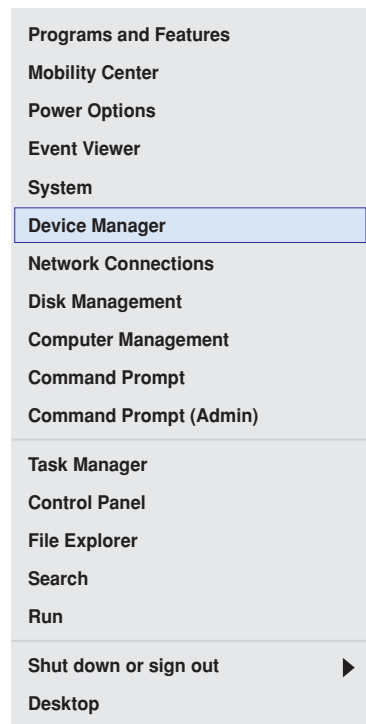 Programs and Features
Mobility Center
Power Options
Event Viewer
System
Device Manager
Network Connections
Disk Management
Computer Management
Command Prompt
Command Prompt (Admin)
Task Manager
Control Panel
File Explorer
Search
Run
Shut down or sign out
Desktop